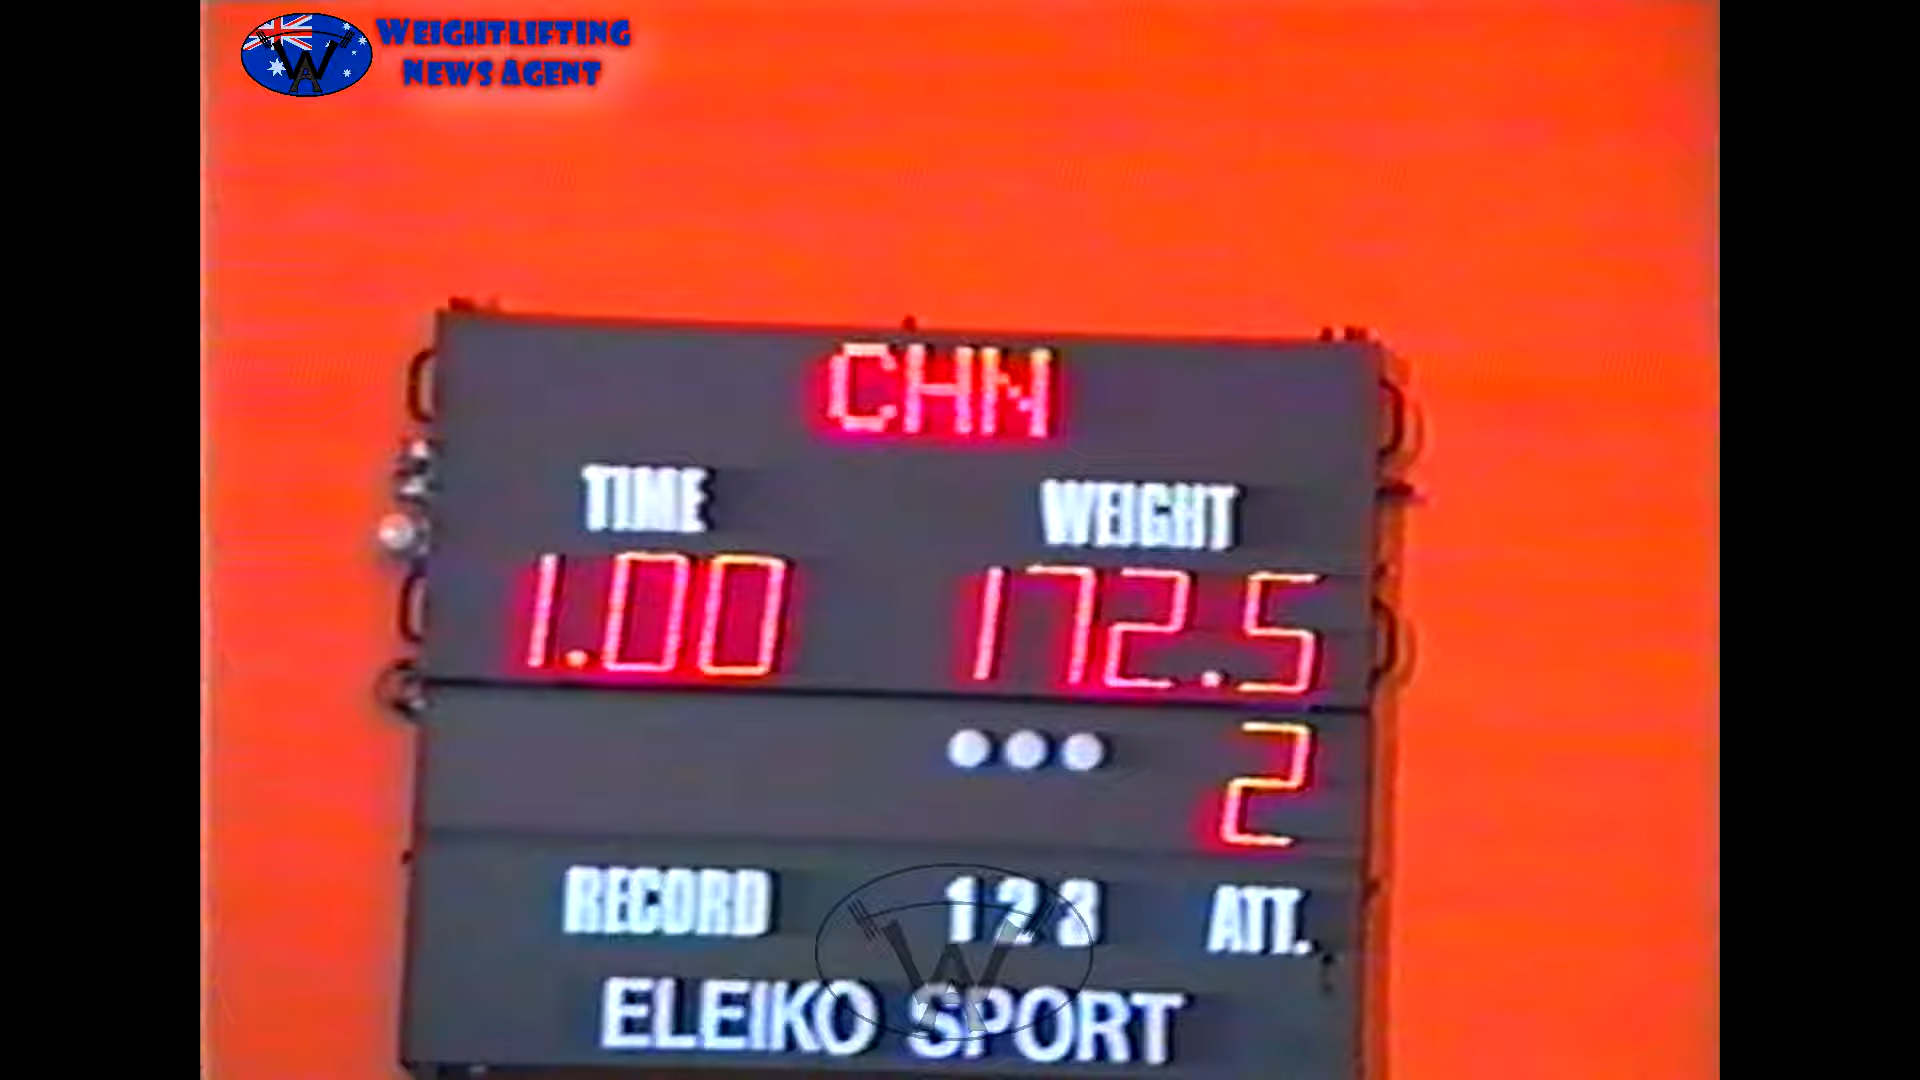 WEIGHTLIFTING
NEWS AGENT
CHN
TIME WEIGHT
1.00 172.5
2
RECORD 1 2 3 ATT.
ELEIKO SPORT